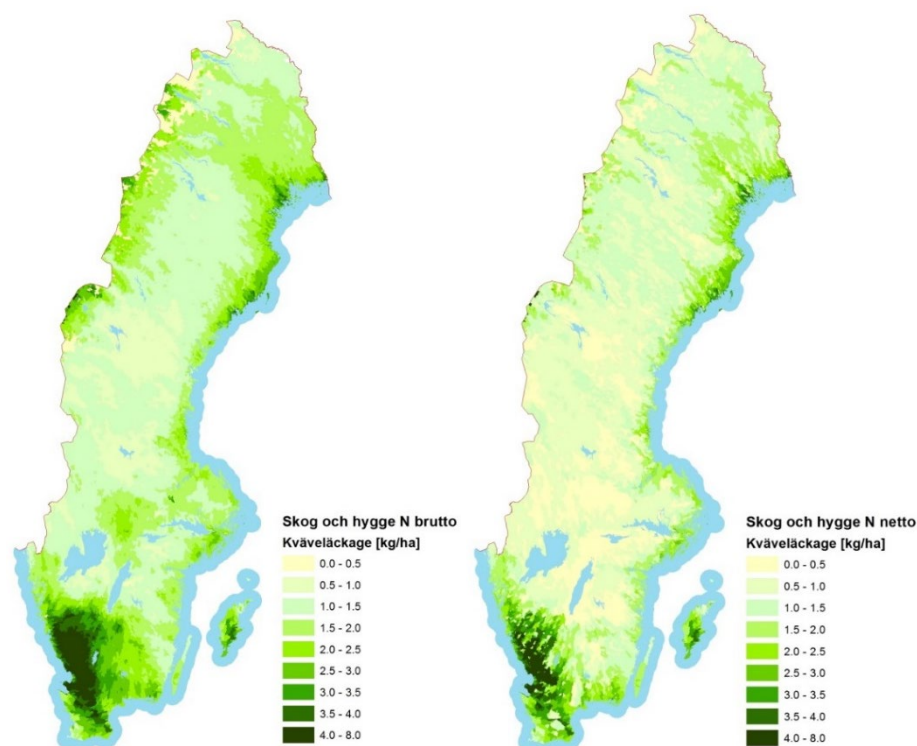 Skog och hygge N brutto
Kväveläckage [kg/ha]
0.0 - 0.5
0.5 - 1.0
1.0 - 1.5
1.5 - 2.0
2.0 - 2.5
2.5 - 3.0
3.0 - 3.5
3.5 - 4.0
4.0 - 8.0
Skog och hygge N netto
Kväveläckage [kg/ha]
0.0 - 0.5
0.5 - 1.0
1.0 - 1.5
1.5 - 2.0
2.0 - 2.5
2.5 - 3.0
3.0 - 3.5
3.5 - 4.0
4.0 - 8.0